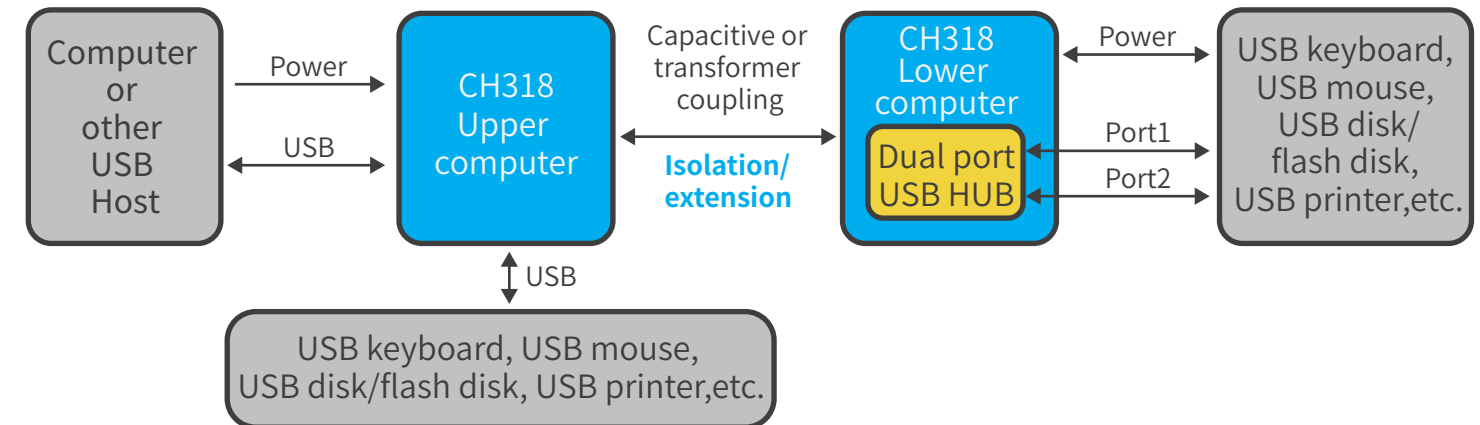 Computer
or
other
USB
Host
Power
USB
CH318
Upper
computer
Capacitive or
transformer
coupling
Isolation/
extension
CH318
Lower
computer
Dual port
USB HUB
Power
Port1
Port2
USB keyboard,
USB mouse,
USB disk/
flash disk,
USB printer,etc.
USB
USB keyboard, USB mouse,
USB disk/flash disk, USB printer,etc.